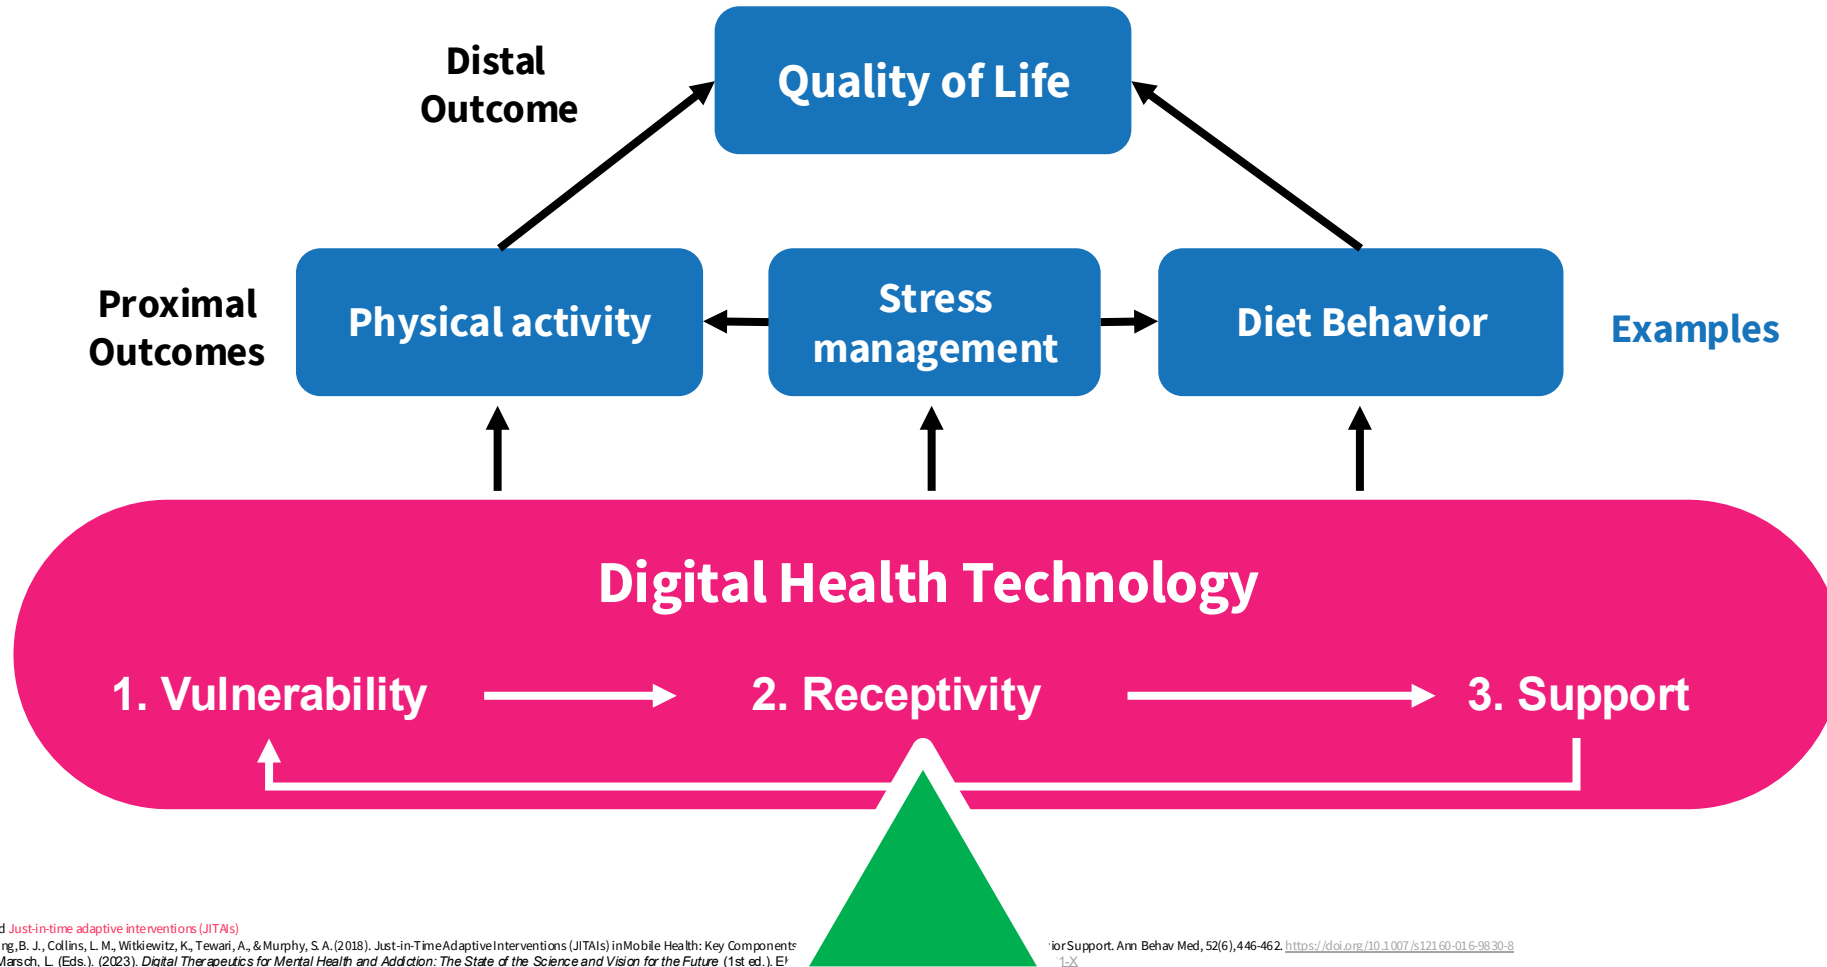 Distal
Outcome
Quality of Life
Proximal
Outcomes
Physical activity
Stress
management
Diet Behavior
Examples
Digital Health Technology
1. Vulnerability
2. Receptivity
3. Support
Just-in-time adaptive interventions (JITAIs)
B. J., Collins, L. M., Witkiewitz, K., Tewari, A., & Murphy, S. A. (2018). Just-in-Time Adaptive Interventions (JITAIs) in Mobile Health: Key Components ior Support. Ann Behav Med, 52(6), 446-462. https://doi.org/10.1007/s12160-016-9830-8
Marsch, L. (Eds.). (2023). Digital Therapeutics for Mental Health and Addiction: The State of the Science and Vision for the Future (1st ed.). 1-X